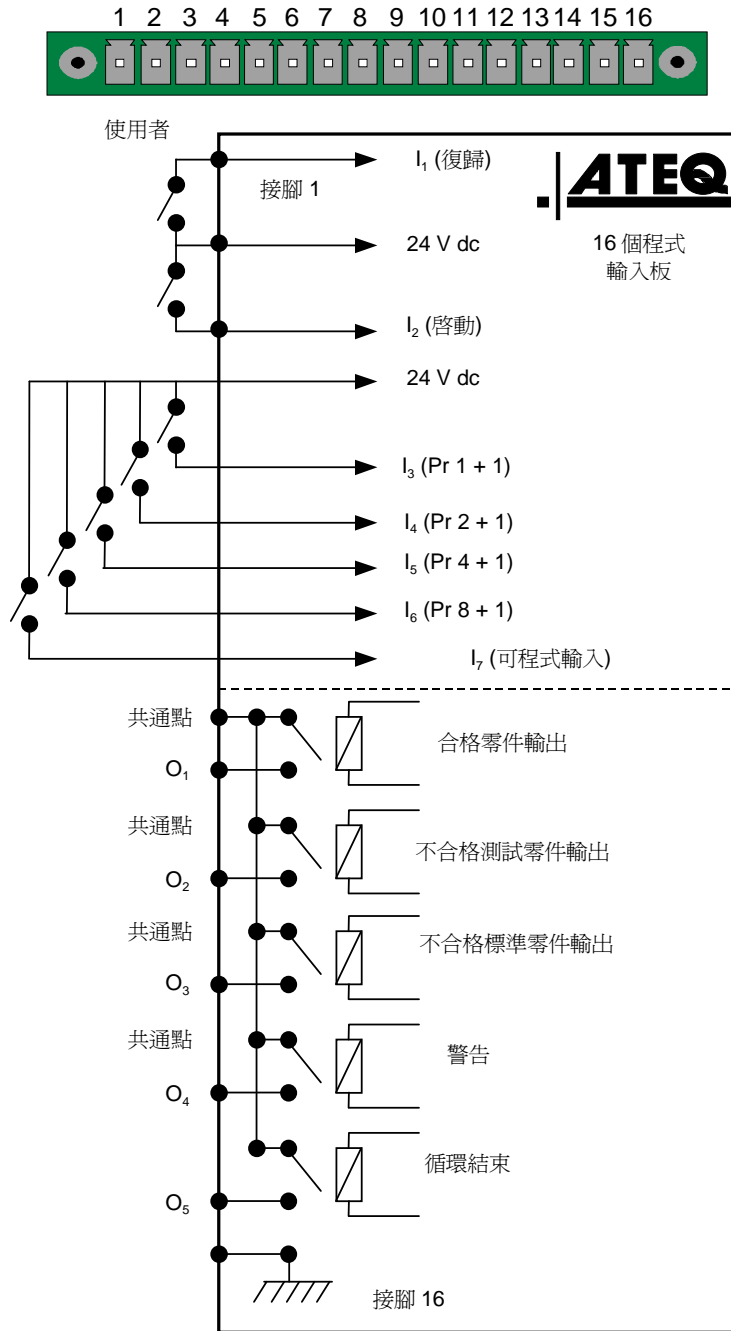 1 2 3 4 5 6 7 8 9 10 11 12 13 14 15 16
使用者
I1 (復歸)
接腳 1
ATEQ
24 V dc
16 個程式
輸入板
I2 (啓動)
24 V dc
I3 (Pr 1 + 1)
I4 (Pr 2 + 1)
I5 (Pr 4 + 1)
I6 (Pr 8 + 1)
I7 (可程式輸入)
共通點
合格零件輸出
O1
共通點
不合格測試零件輸出
O2
共通點
不合格標準零件輸出
O3
共通點
警告
O4
循環結束
O5
接腳 16